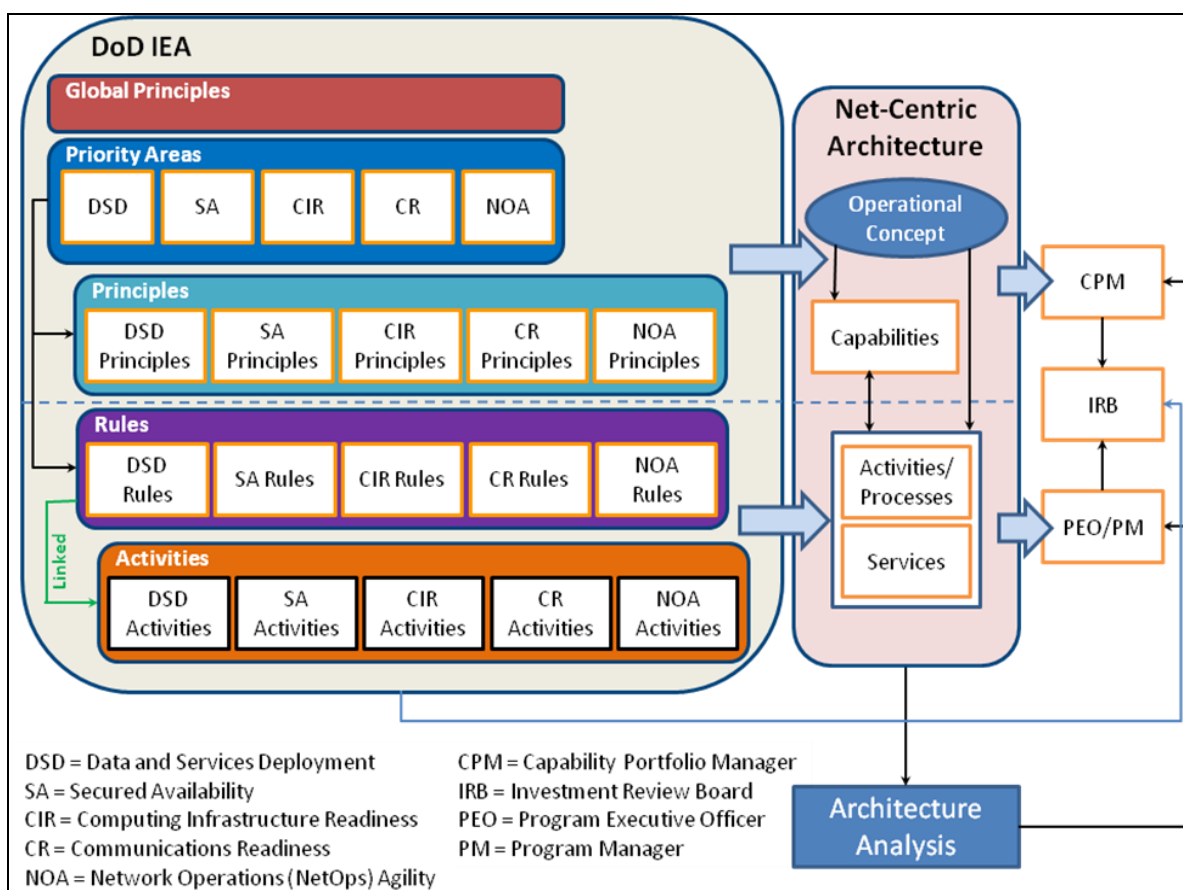 DoD IEA
Global Principles
Priority Areas
DSD
SA
CIR
CR
NOA
Principles
DSD
Principles
SA
Principles
CIR
Principles
CR
Principles
NOA
Principles
Rules
DSD
Rules
SA Rules
CIR Rules
CR Rules
NOA
Rules
Linked
Activities
DSD
Activities
SA
Activities
CIR
Activities
CR
Activities
NOA
Activities
Net-Centric
Architecture
Operational
Concept
Capabilities
Activities/
Processes
Services
CPM
IRB
PEO/PM
Architecture
Analysis
DSD = Data and Services Deployment
SA = Secured Availability
CIR = Computing Infrastructure Readiness
CR = Communications Readiness
NOA = Network Operations (NetOps) Agility
CPM = Capability Portfolio Manager
IRB = Investment Review Board
PEO = Program Executive Officer
PM = Program Manager